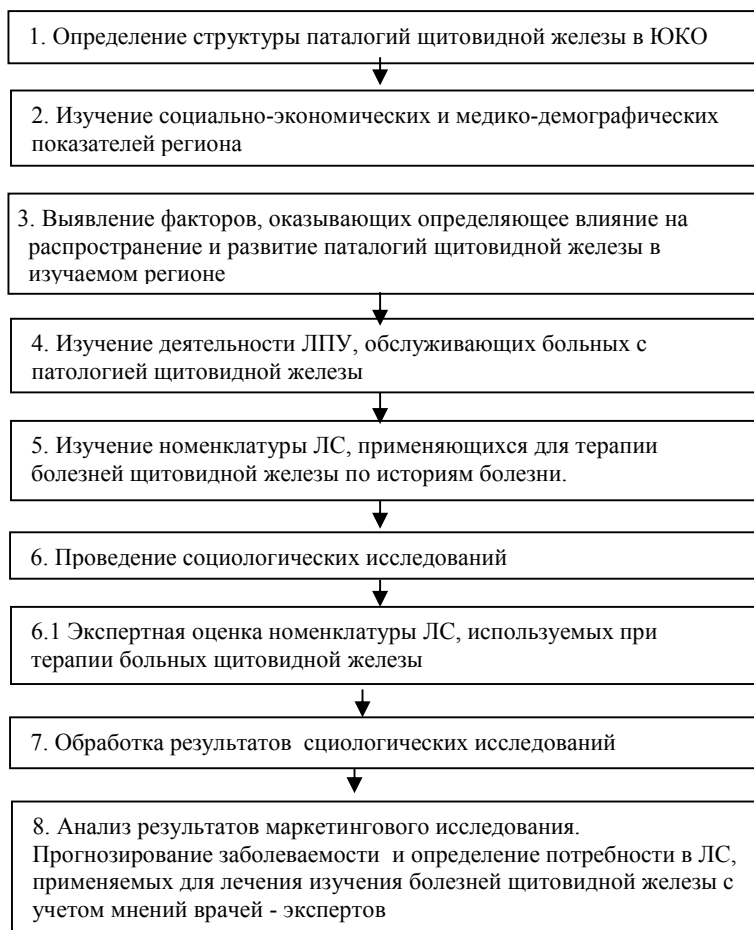 1. Определение структуры паталогий щитовидной железы в ЮКО
2. Изучение социально-экономических и медико-демографических
показателей региона
3. Выявление факторов, оказывающих определяющее влияние на
распространение и развитие паталогий щитовидной железы в
изучаемом регионе
4. Изучение деятельности ЛПУ, обслуживающих больных с
патологией щитовидной железы
5. Изучение номенклатуры ЛС, применяющихся для терапии
болезней щитовидной железы по историям болезни.
6. Проведение социологических исследований
6.1 Экспертная оценка номенклатуры ЛС, используемых при
терапии больных щитовидной железы
7. Обработка результатов сциологических исследований
8. Анализ результатов маркетингового исследования.
Прогнозирование заболеваемости и определение потребности в ЛС,
применяемых для лечения изучения болезней щитовидной железы с
учетом мнений врачей - экспертов